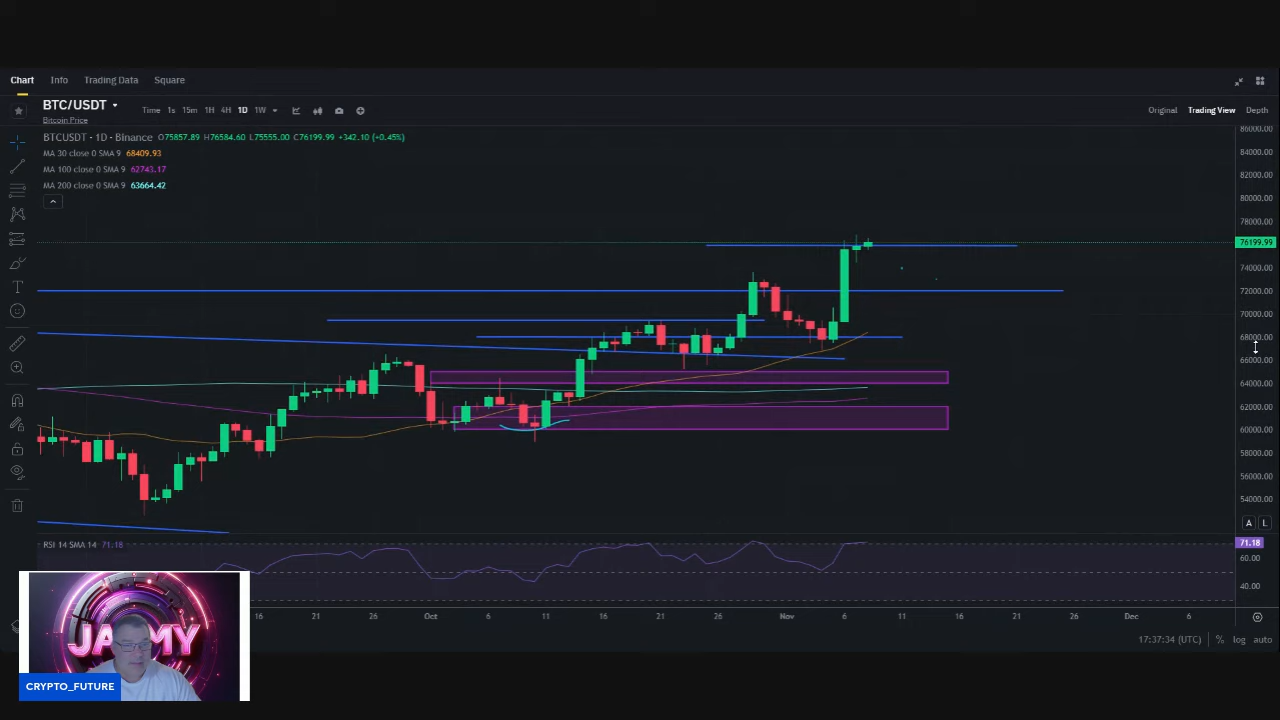 Chart Info Trading Data Square
BTC/USDT
Bitcoin Price
Time 1s 15m 1H 4H 1D 1W
Original Trading View Depth
BTCUSDT · 1D · Binance O75857.89 H76584.60 L75555.00 C76199.99 +342.10 (+0.45%)
MA 30 close 0 SMA 9 68409.93
MA 100 close 0 SMA 9 62743.17
MA 200 close 0 SMA 9 63664.42
86000.00
84000.00
82000.00
80000.00
78000.00
76199.99
74000.00
72000.00
70000.00
68000.00
66000.00
64000.00
62000.00
60000.00
58000.00
56000.00
54000.00
A L
RSI 14 SMA 14 71.18
71.18
60.00
40.00
16 21 26 Oct 6 11 16 21 26 Nov 6 11 16 21 26 Dec 6
17:37:34 (UTC) % log auto
CRYPTO_FUTURE